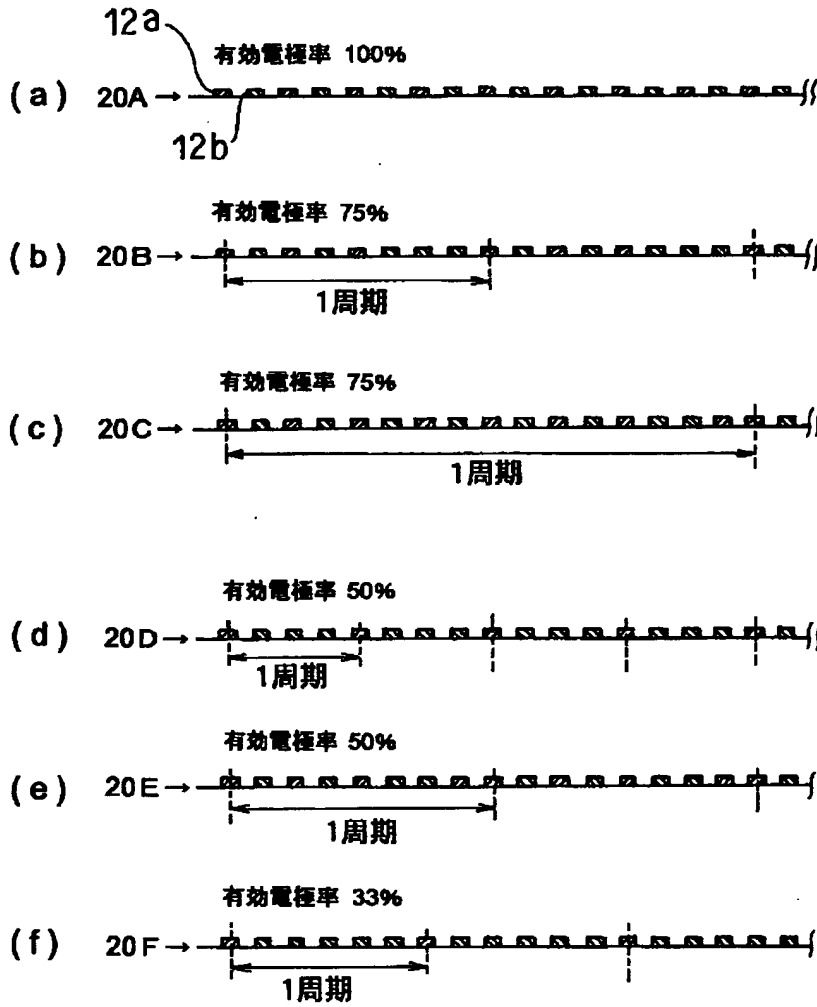 12a
有効電極率 100%
(a) 20A→
12b
有効電極率 75%
(b) 20B→
1周期
有効電極率 75%
(c) 20C→
1周期
有効電極率 50%
(d) 20D→
1周期
有効電極率 50%
(e) 20E→
1周期
有効電極率 33%
(f) 20F→
1周期